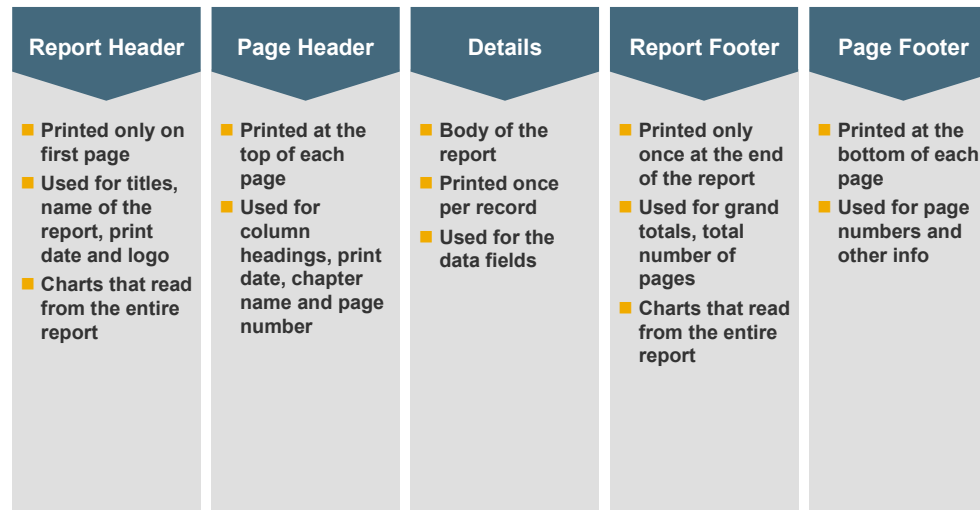 Report Header
Printed only on
first page
Used for titles,
name of the
report, print
date and logo
Charts that read
from the entire
report
Page Header
Printed at the
top of each
page
Used for
column
headings, print
date, chapter
name and page
number
Details
Body of the
report
Printed once
per record
Used for the
data fields
Report Footer
Printed only
once at the end
of the report
Used for grand
totals, total
number of
pages
Charts that read
from the entire
report
Page Footer
Printed at the
bottom of each
page
Used for page
numbers and
other info